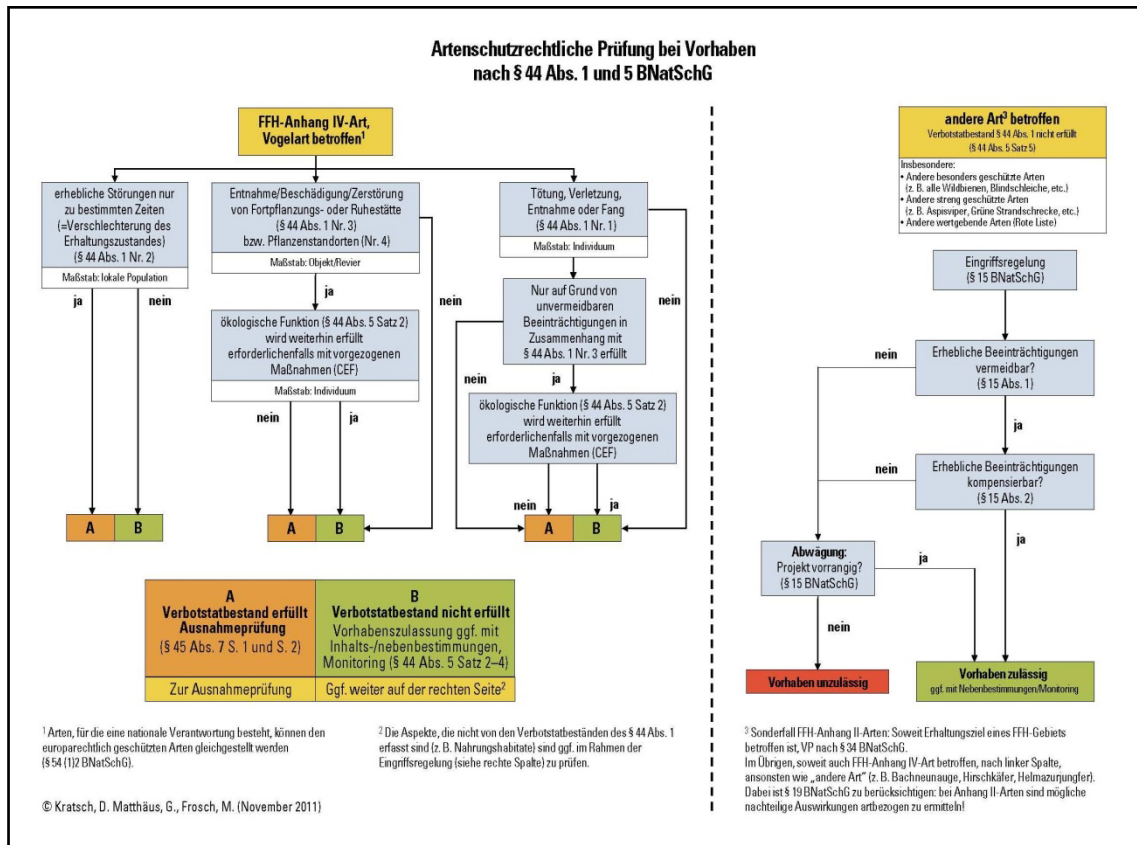 Artenschutzrechtliche Prüfung bei Vorhaben
nach § 44 Abs. 1 und 5 BNatSchG
FFH-Anhang IV-Art,
Vogelart betroffen¹
erhebliche Störungen nur
zu bestimmten Zeiten
(=Verschlechterung des
Erhaltungszustandes)
(§ 44 Abs. 1 Nr. 2)
Maßstab: lokale Population
ja
nein
Entnahme/Beschädigung/Zerstörung
von Fortpflanzungs- oder Ruhestätte
(§ 44 Abs. 1 Nr. 3)
bzw. Pflanzenstandorten (Nr. 4)
Maßstab: Objekt/Revier
ja
nein
ökologische Funktion (§ 44 Abs. 5 Satz 2)
wird weiterhin erfüllt
erforderlichenfalls mit vorgezogenen
Maßnahmen (CEF)
Maßstab: Individuum
nein
ja
Tötung, Verletzung,
Entnahme oder Fang
(§ 44 Abs. 1 Nr. 1)
Maßstab: Individuum
nein
Nur auf Grund von
unvermeidbaren
Beeinträchtigungen in
Zusammenhang mit
§ 44 Abs. 1 Nr. 3 erfüllt
nein
ja
ökologische Funktion (§ 44 Abs. 5 Satz 2)
wird weiterhin erfüllt
erforderlichenfalls mit vorgezogenen
Maßnahmen (CEF)
nein
ja
A B
A B
A B
A
Verbotstatbestand erfüllt
Ausnahmeprüfung
(§ 45 Abs. 7 S. 1 und S. 2)
Zur Ausnahmeprüfung
B
Verbotstatbestand nicht erfüllt
Vorhabenszulassung ggf. mit
Inhalts-/nebenbestimmungen,
Monitoring (§ 44 Abs. 5 Satz 2–4)
Ggf. weiter auf der rechten Seite²
¹ Arten, für die eine nationale Verantwortung besteht, können den
europarechtlich geschützten Arten gleichgestellt werden
(§ 54 (1)2 BNatSchG).
² Die Aspekte, die nicht von den Verbotstatbeständen des § 44 Abs. 1
erfasst sind (z. B. Nahrungshabitate) sind ggf. im Rahmen der
Eingriffsregelung (siehe rechte Spalte) zu prüfen.
© Kratsch, D. Matthäus, G., Frosch, M. (November 2011)
andere Art³ betroffen
Verbotstatbestand § 44 Abs. 1 nicht erfüllt
(§ 44 Abs. 5 Satz 5)
Insbesondere:
• Andere besonders geschützte Arten
(z. B. alle Wildbienen, Blindschleiche, etc.)
• Andere streng geschützte Arten
(z. B. Aspisviper, Grüne Strandschrecke, etc.)
• Andere wertgebende Arten (Rote Liste)
Eingriffsregelung
(§ 15 BNatSchG)
nein
Erhebliche Beeinträchtigungen
vermeidbar?
(§ 15 Abs. 1)
ja
nein
Erhebliche Beeinträchtigungen
kompensierbar?
(§ 15 Abs. 2)
ja
Abwägung:
Projekt vorrangig?
(§ 15 BNatSchG)
ja
nein
Vorhaben unzulässig
Vorhaben zulässig
ggf. mit Nebenbestimmungen/Monitoring
³ Sonderfall FFH-Anhang II-Arten: Soweit Erhaltungsziel eines FFH-Gebiets
betroffen ist, VP nach § 34 BNatSchG.
Im Übrigen, soweit auch FFH-Anhang IV-Art betroffen, nach linker Spalte,
ansonsten wie „andere Art“ (z. B. Bachneunauge, Hirschkäfer, Helmazurjungfer).
Dabei ist § 19 BNatSchG zu berücksichtigen: bei Anhang II-Arten sind mögliche
nachteilige Auswirkungen artbezogen zu ermitteln!